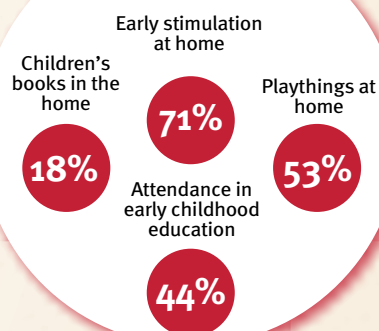 Early stimulation
at home
71%
Children’s
books in the
home
18%
Playthings at
home
53%
Attendance in
early childhood
education
44%